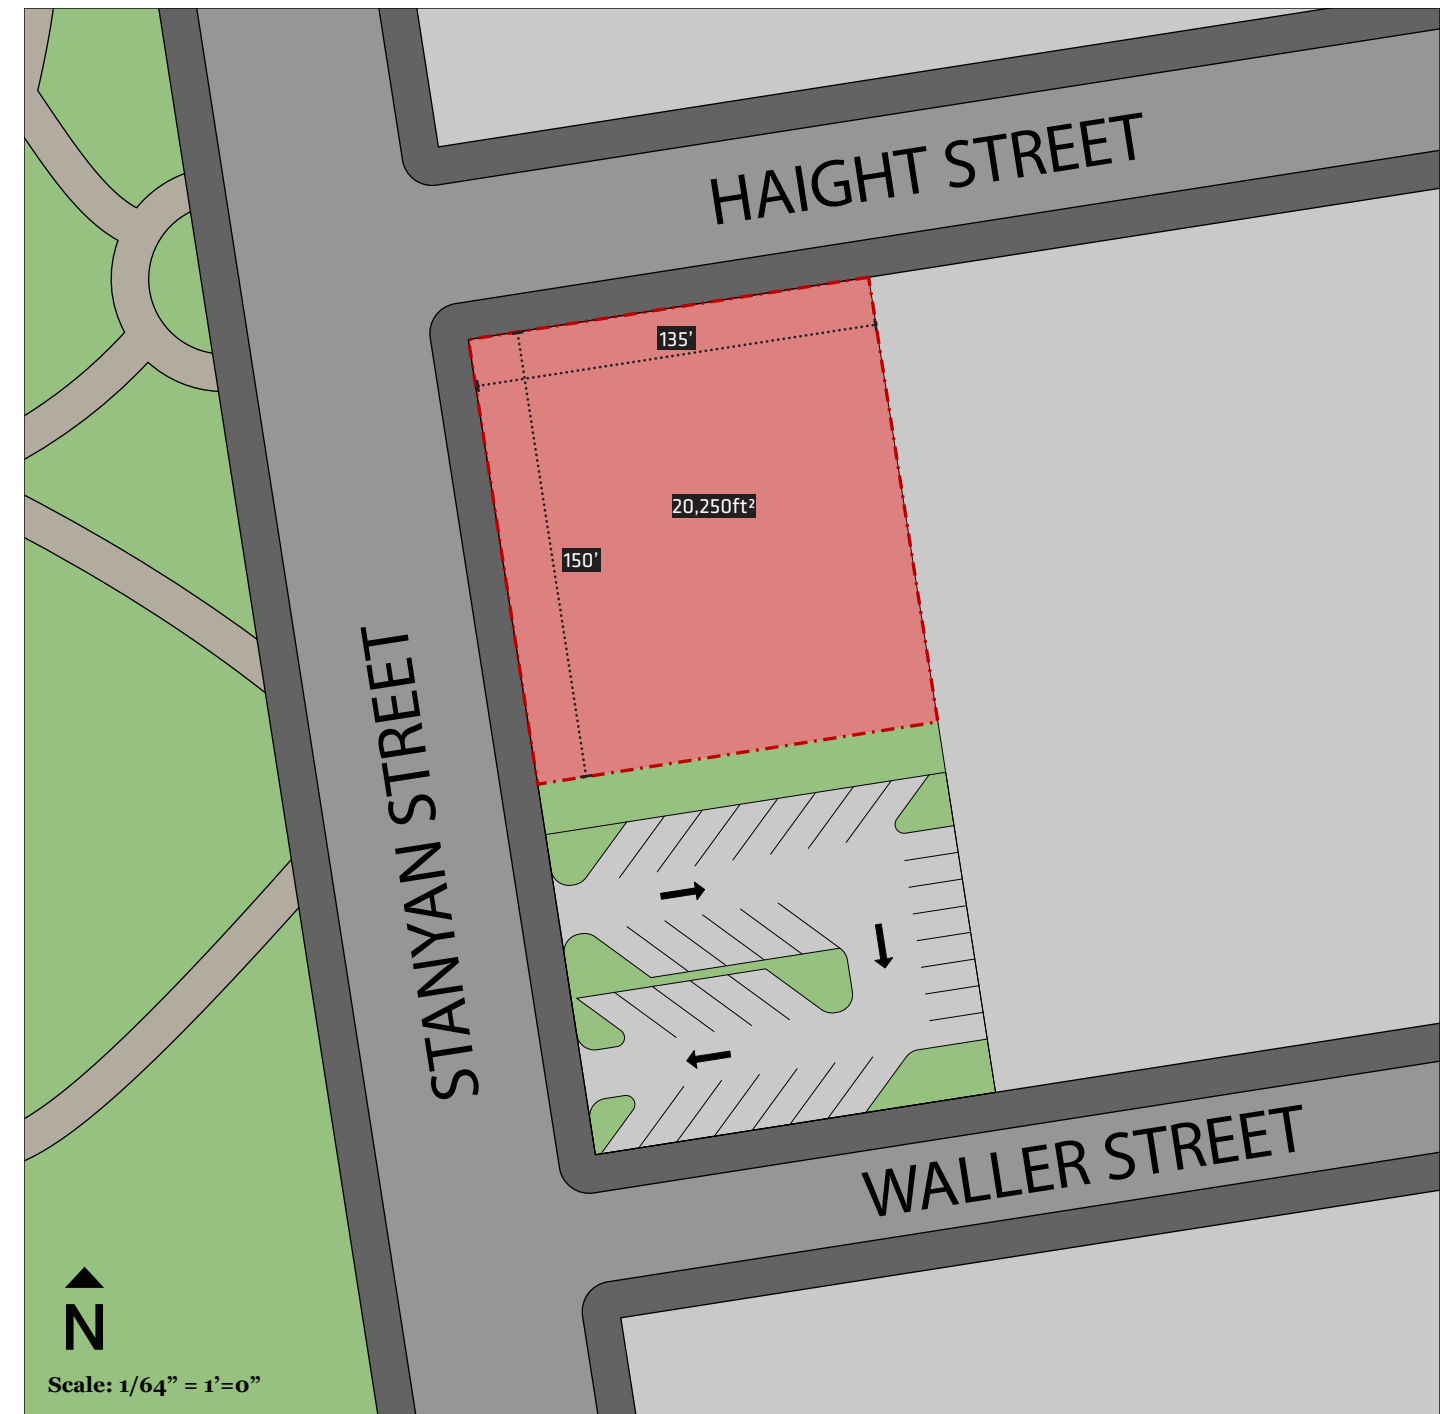 HAIGHT STREET
135’
20,250ft²
150’
STANYAN STREET
WALLER STREET
N
Scale: 1/64” = 1’=0”